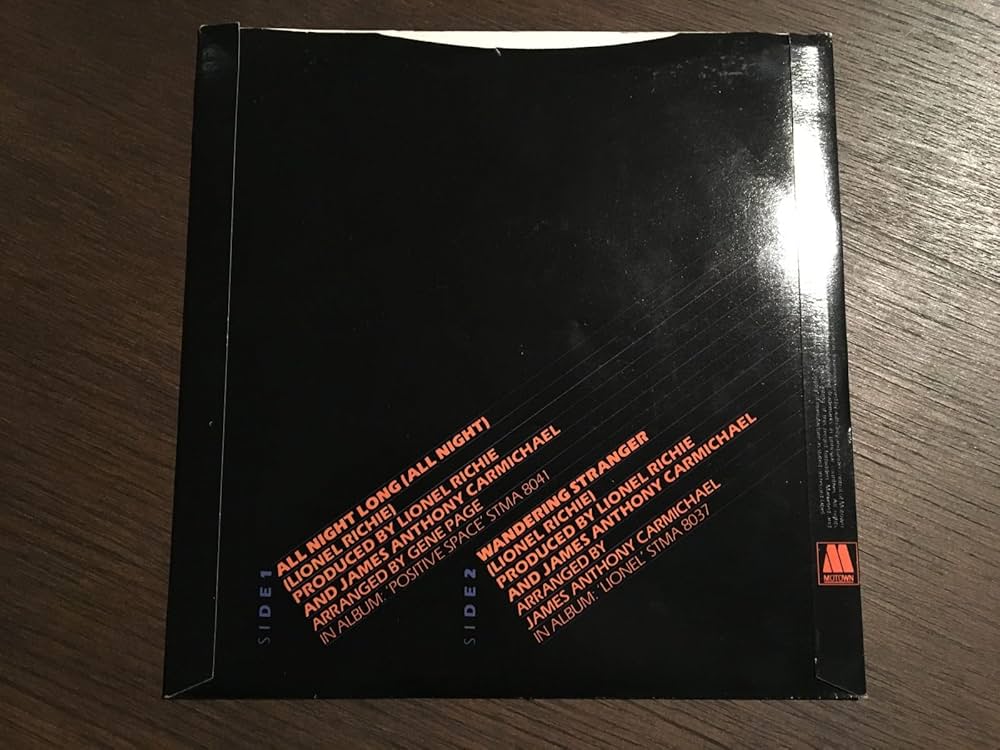 SIDE 1
ALL NIGHT LONG (ALL NIGHT)
(LIONEL RICHIE)
PRODUCED BY LIONEL RICHIE
AND JAMES ANTHONY CARMICHAEL
ARRANGED BY GENE PAGE
IN ALBUM: 'POSITIVE SPACE' STMA 8041
SIDE 2
WANDERING STRANGER
(LIONEL RICHIE)
PRODUCED BY LIONEL RICHIE
AND JAMES ANTHONY CARMICHAEL
ARRANGED BY
JAMES ANTHONY CARMICHAEL
IN ALBUM: 'LIONEL' STMA 8037
M
MOTOWN